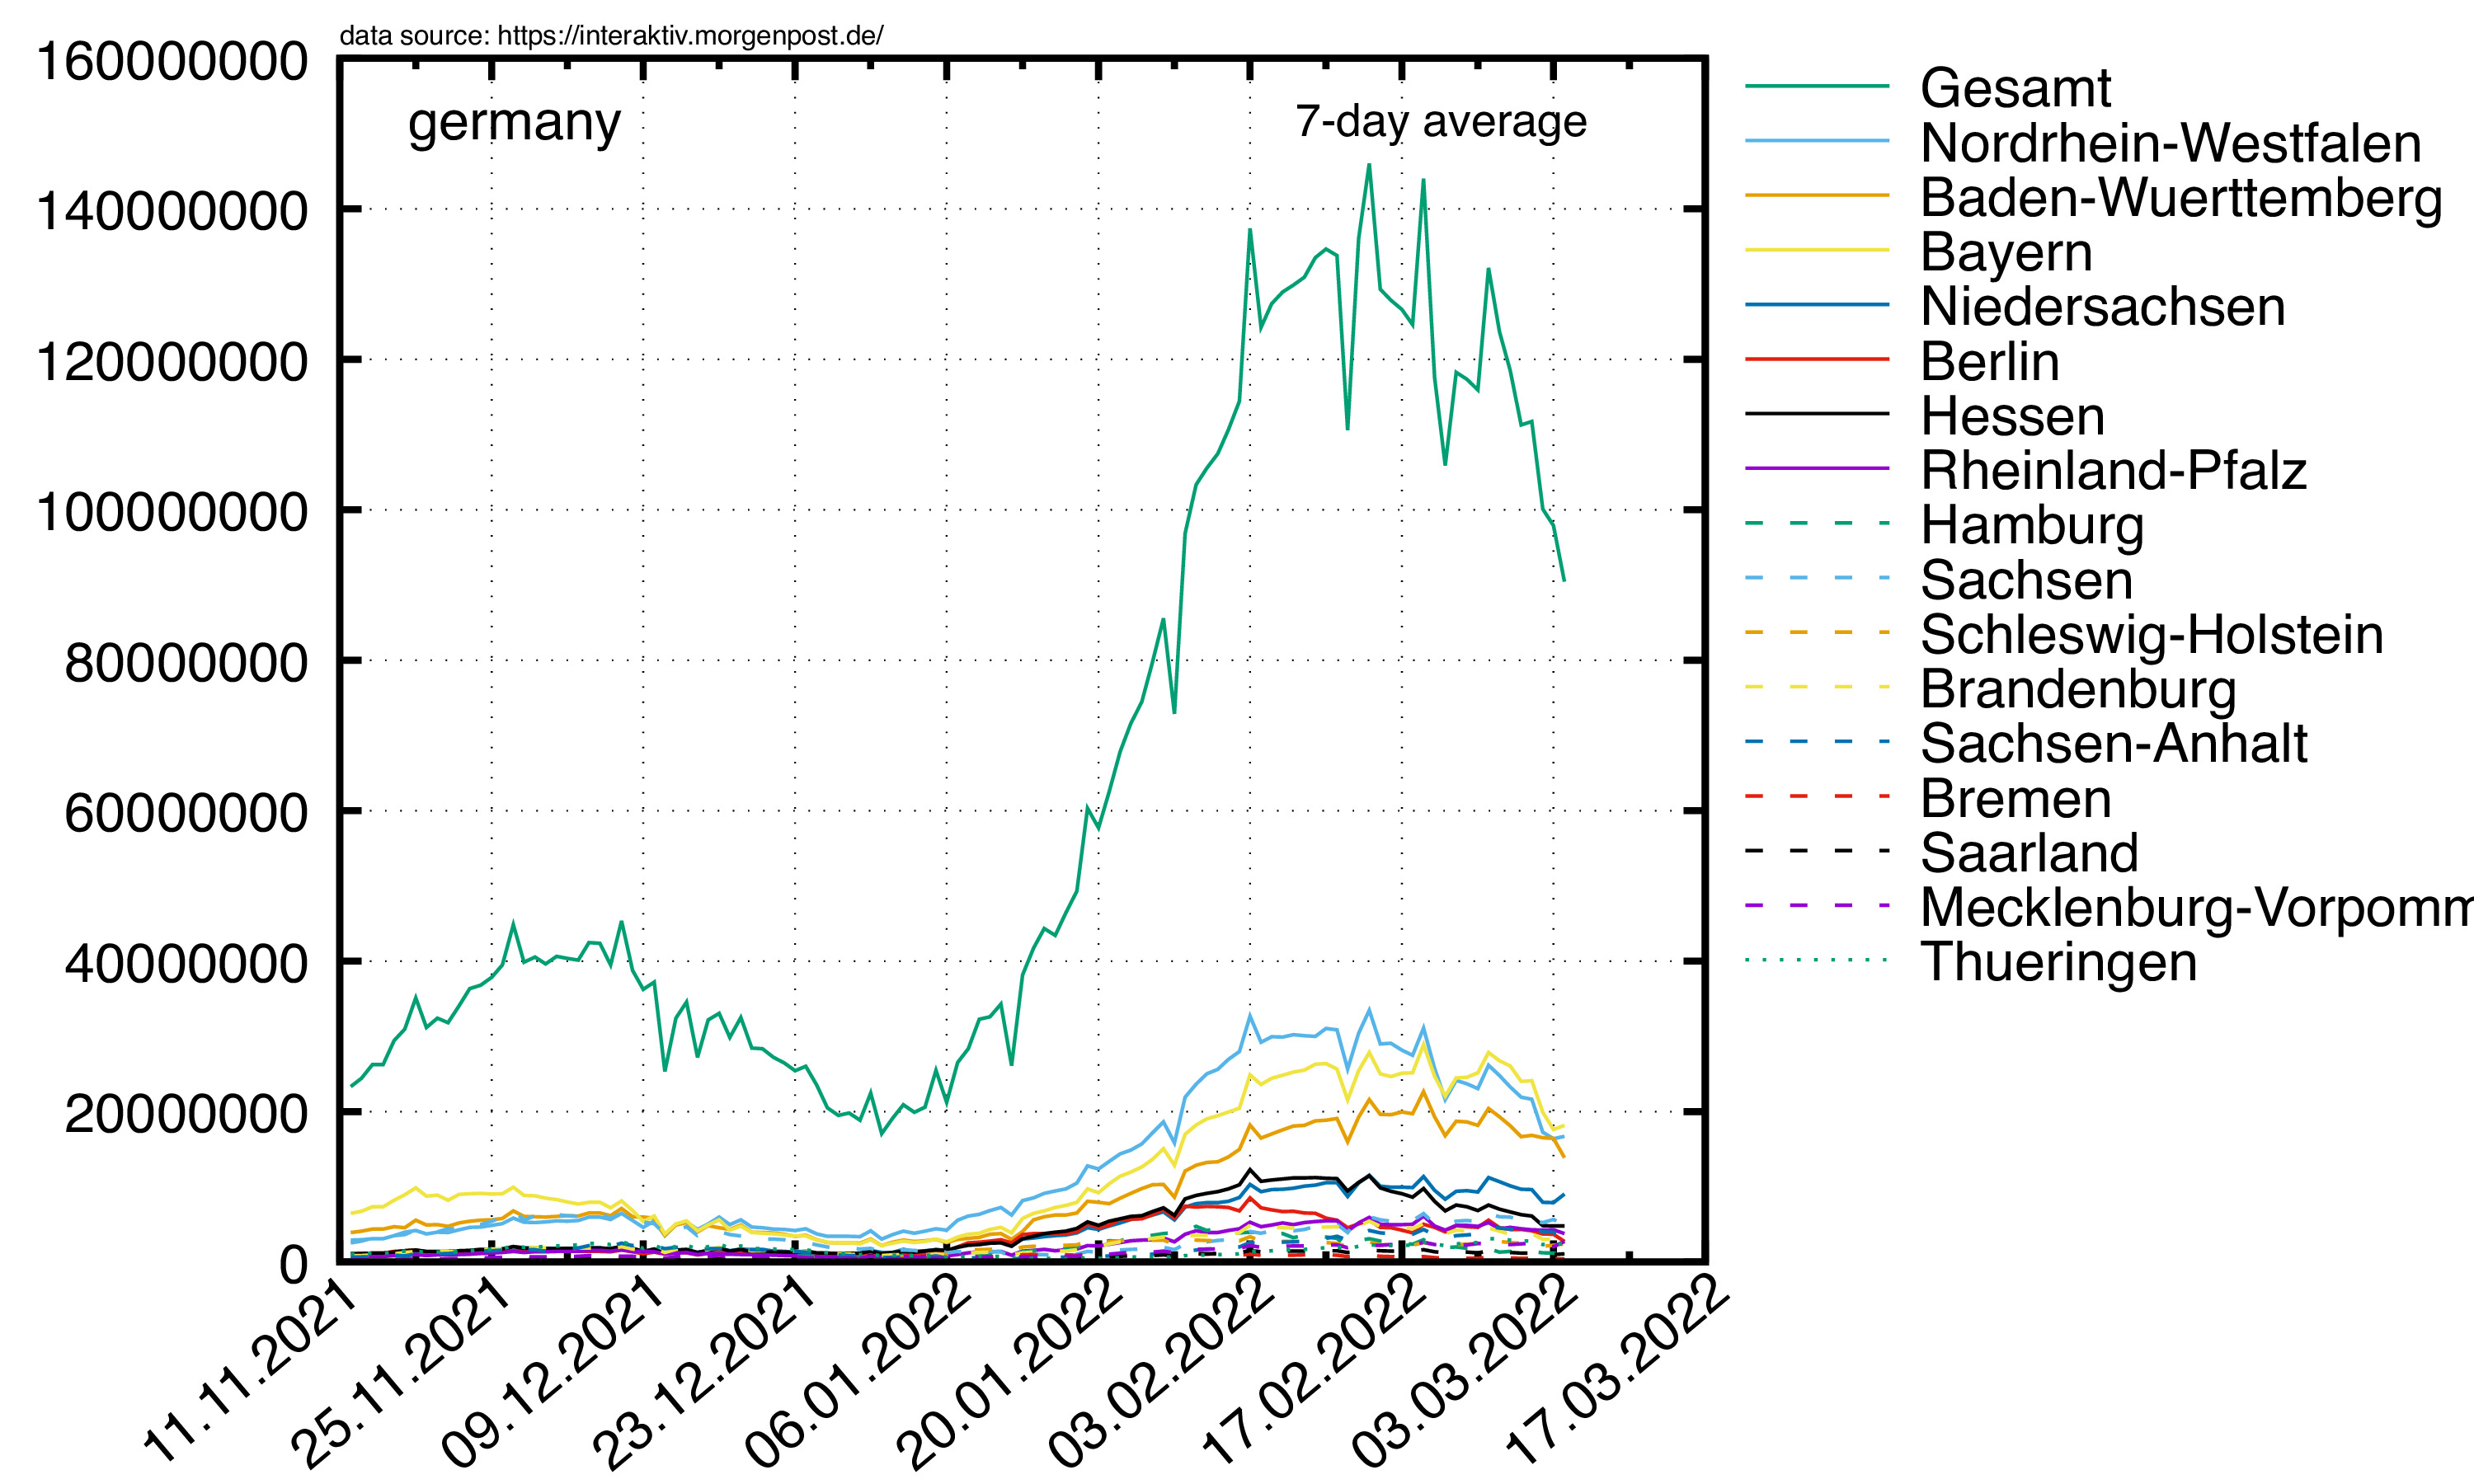 data source: https://interaktiv.morgenpost.de/
160000000
140000000
120000000
100000000
80000000
60000000
40000000
20000000
0
germany
7-day average
11.11.2021
25.11.2021
09.12.2021
23.12.2021
06.01.2022
20.01.2022
03.02.2022
17.02.2022
03.03.2022
17.03.2022
Gesamt
Nordrhein-Westfalen
Baden-Wuerttemberg
Bayern
Niedersachsen
Berlin
Hessen
Rheinland-Pfalz
Hamburg
Sachsen
Schleswig-Holstein
Brandenburg
Sachsen-Anhalt
Bremen
Saarland
Mecklenburg-Vorpomm
Thueringen